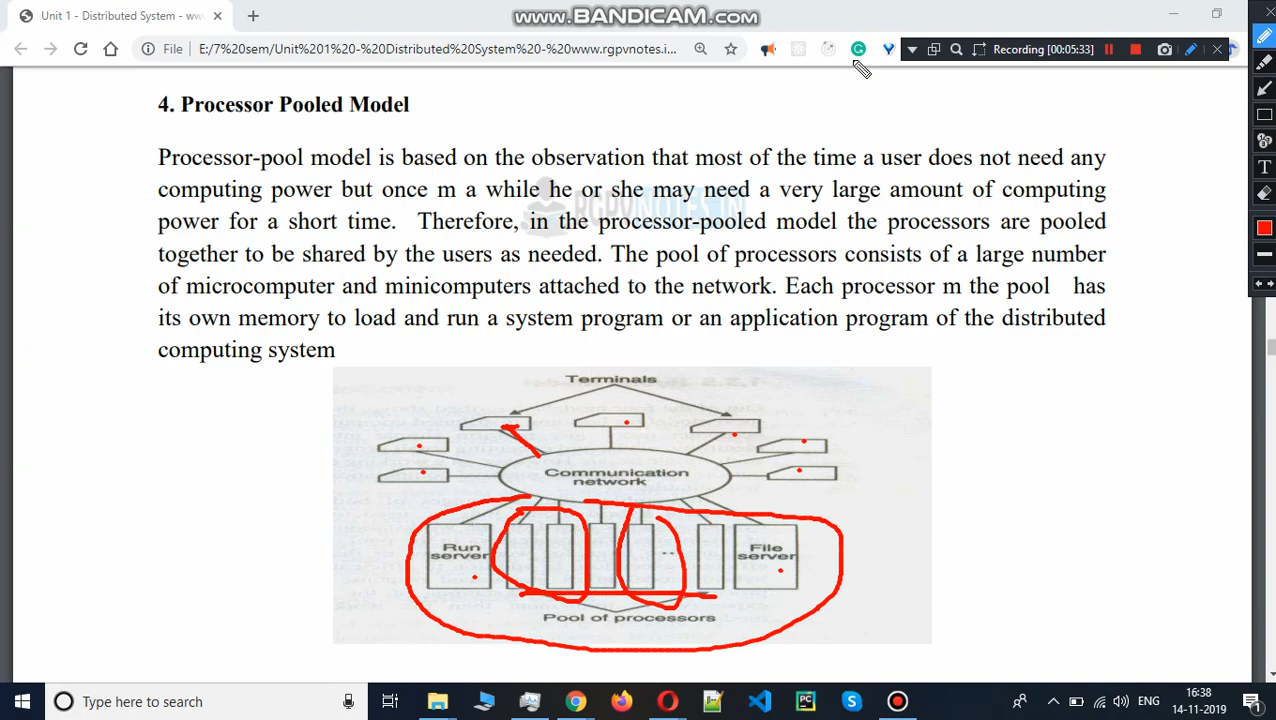 Unit 1 - Distributed System - ww
www.BANDICAM.com
File E:/7%20sem/Unit%201%20-%20Distributed%20System%20-%20www.rgpvnotes.i...
Recording [00:05:33]
4. Processor Pooled Model
Processor-pool model is based on the observation that most of the time a user does not need any
computing power but once m a while he or she may need a very large amount of computing
power for a short time. Therefore, in the processor-pooled model the processors are pooled
RGPVNOTES.IN
together to be shared by the users as needed. The pool of processors consists of a large number
of microcomputer and minicomputers attached to the network. Each processor m the pool has
its own memory to load and run a system program or an application program of the distributed
computing system
Terminals
Communication
network
Run
server
File
server
Pool of processors
Type here to search
ENG
16:38
14-11-2019